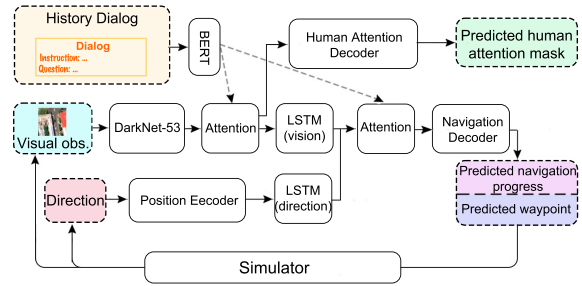 History Dialog
Dialog
Instruction: ...
Question: ...
BERT
Human Attention
Decoder
Predicted human
attention mask
Visual obs.
DarkNet-53
Attention
LSTM
(vision)
Attention
Navigation
Decoder
Predicted navigation
progress
Predicted waypoint
Direction
Position Eecoder
LSTM
(direction)
Simulator